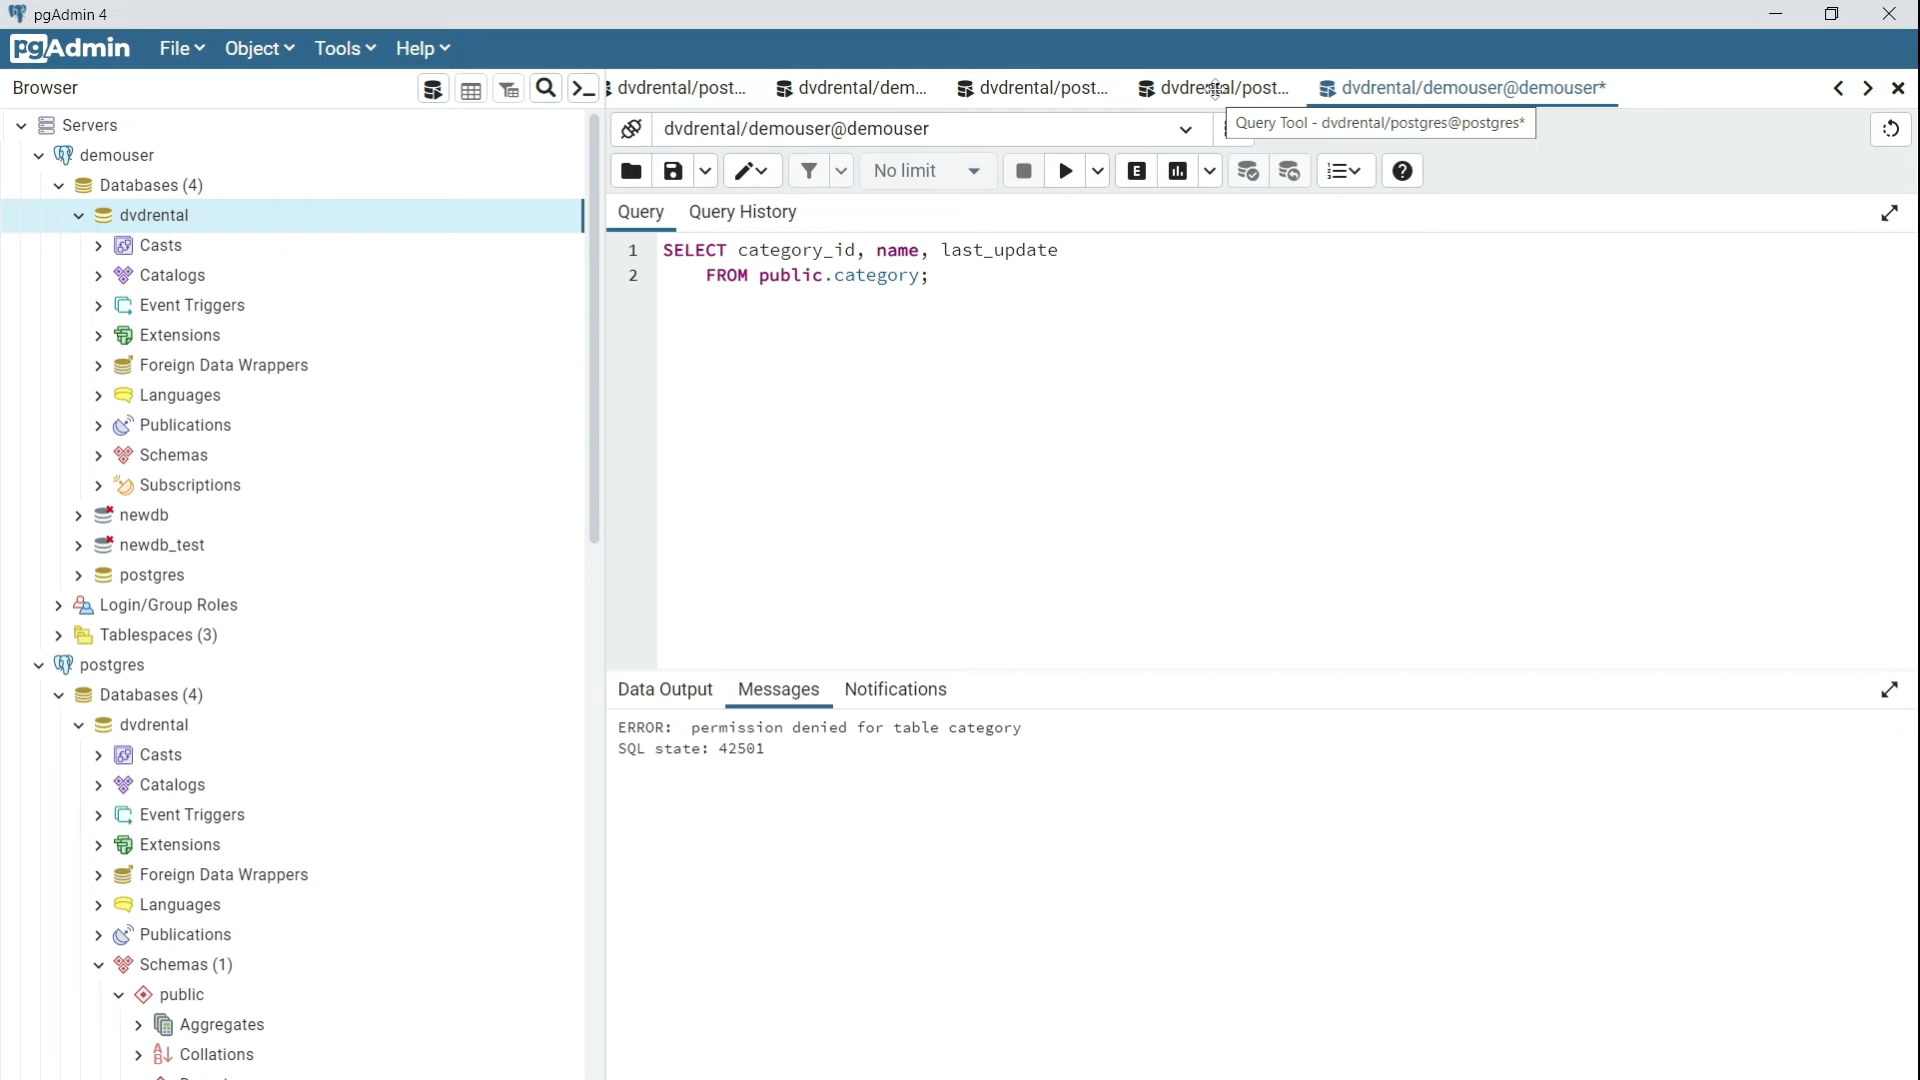 pgAdmin 4
pgAdmin File Object Tools Help
Browser
dvdrental/post... dvdrental/dem... dvdrental/post... dvdrental/post... dvdrental/demouser@demouser*
dvdrental/demouser@demouser
Query Tool - dvdrental/postgres@postgres*
No limit
E
Query Query History
1 SELECT category_id, name, last_update
2 FROM public.category;
Data Output Messages Notifications
ERROR: permission denied for table category
SQL state: 42501
Servers
demouser
Databases (4)
dvdrental
Casts
Catalogs
Event Triggers
Extensions
Foreign Data Wrappers
Languages
Publications
Schemas
Subscriptions
newdb
newdb_test
postgres
Login/Group Roles
Tablespaces (3)
postgres
Databases (4)
dvdrental
Casts
Catalogs
Event Triggers
Extensions
Foreign Data Wrappers
Languages
Publications
Schemas (1)
public
Aggregates
Collations